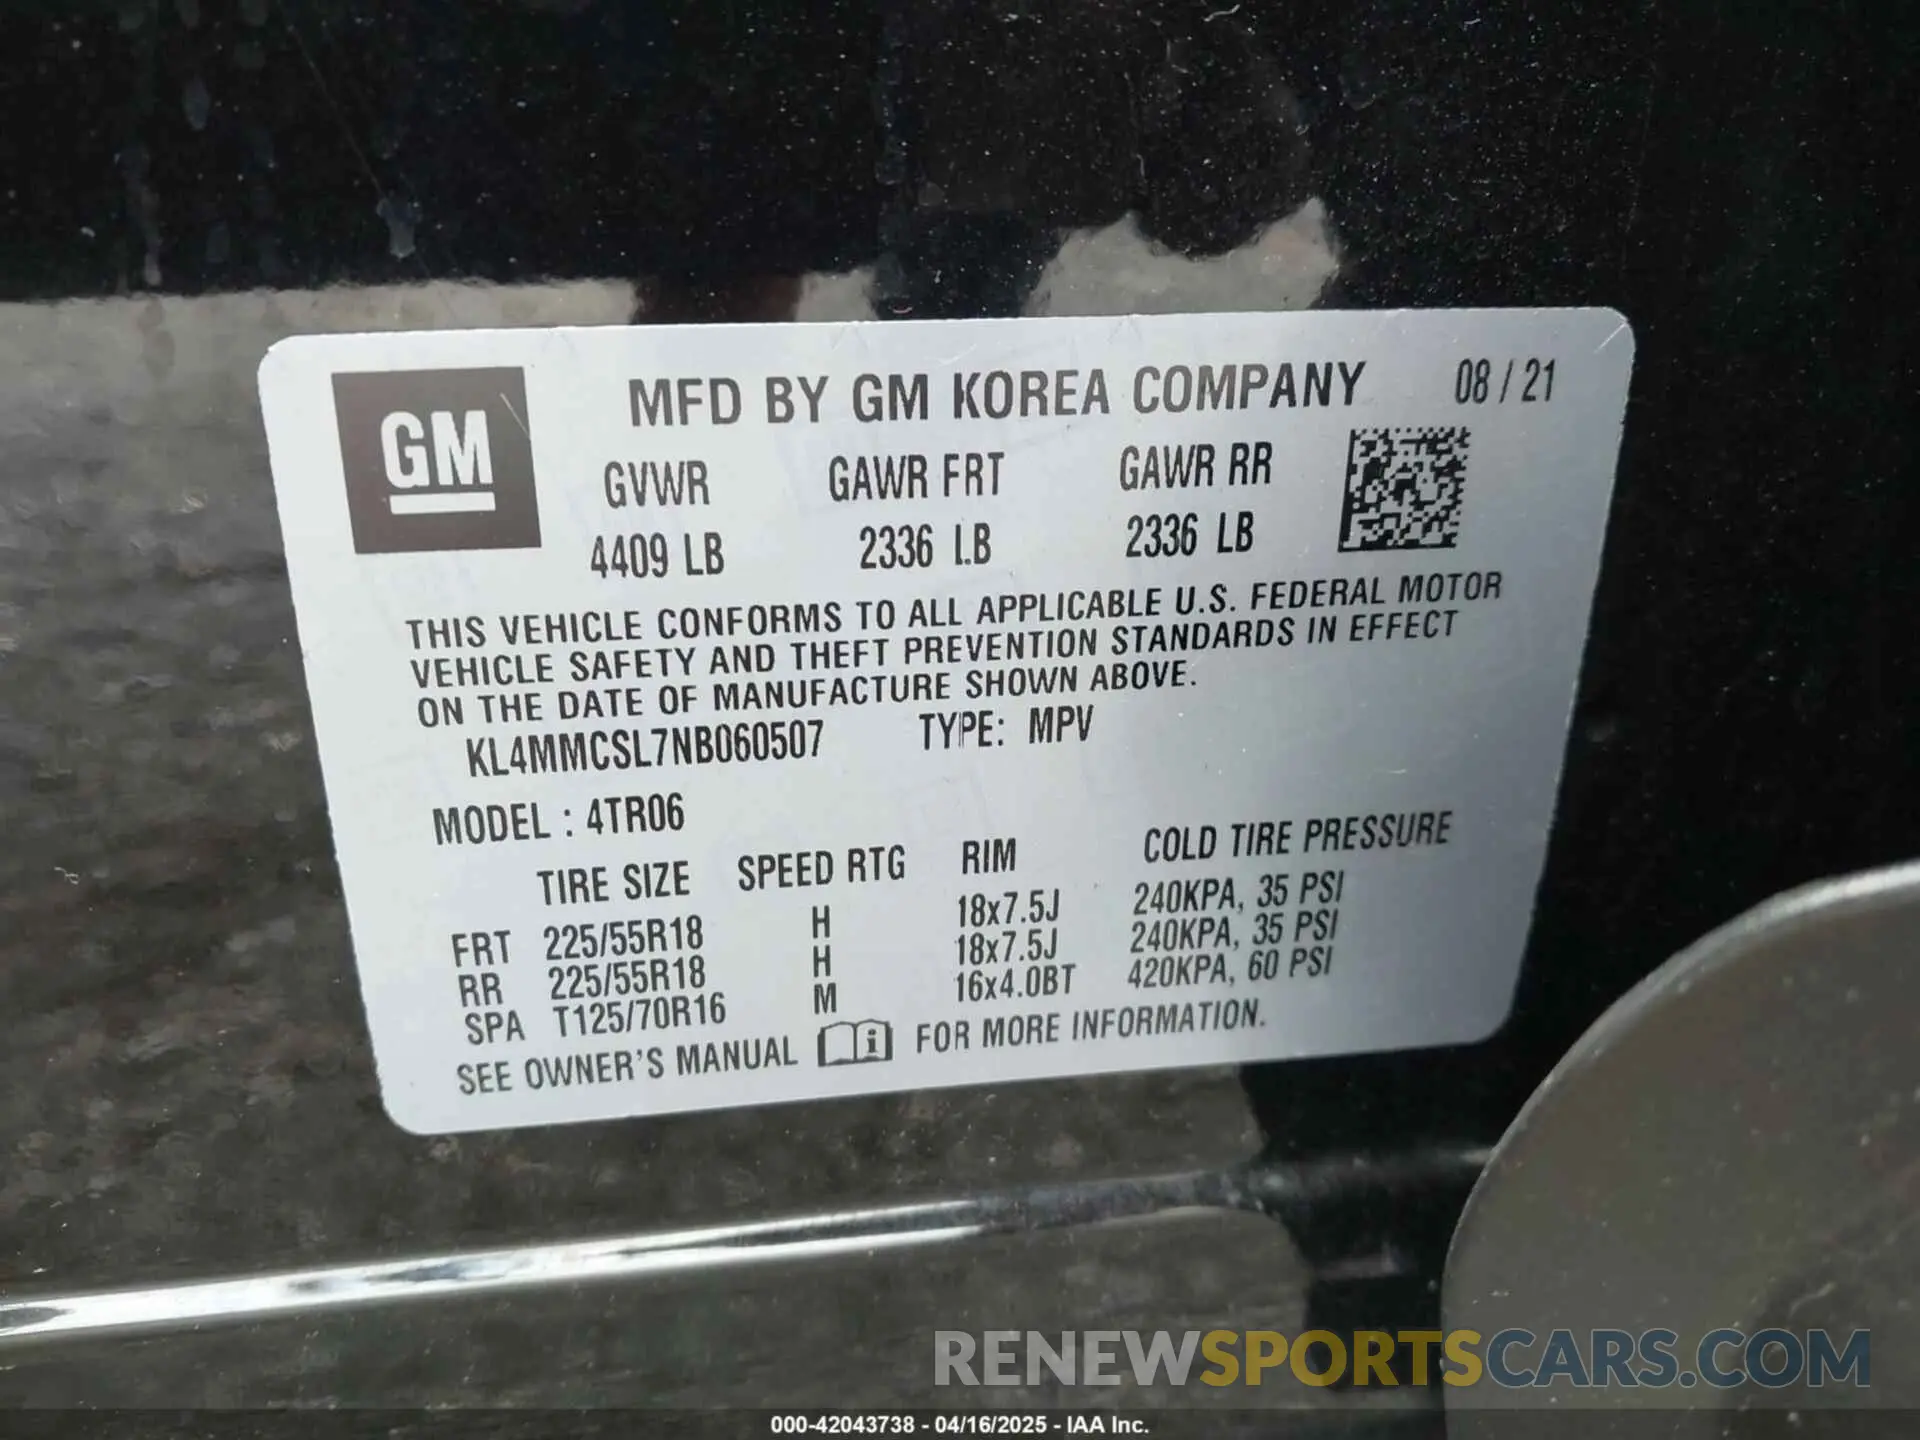 GM
MFD BY GM KOREA COMPANY 08 / 21
GVWR GAWR FRT GAWR RR
4409 LB 2336 LB 2336 LB
THIS VEHICLE CONFORMS TO ALL APPLICABLE U.S. FEDERAL MOTOR
VEHICLE SAFETY AND THEFT PREVENTION STANDARDS IN EFFECT
ON THE DATE OF MANUFACTURE SHOWN ABOVE.
KL4MMCSL7NB060507 TYPE: MPV
MODEL : 4TR06
TIRE SIZE SPEED RTG RIM COLD TIRE PRESSURE
FRT 225/55R18 H 18x7.5J 240KPA, 35 PSI
RR 225/55R18 H 18x7.5J 240KPA, 35 PSI
SPA T125/70R16 M 16x4.0BT 420KPA, 60 PSI
SEE OWNER'S MANUAL i FOR MORE INFORMATION.
RENEWSPORTSCARS.COM
000-42043738 - 04/16/2025 - IAA Inc.